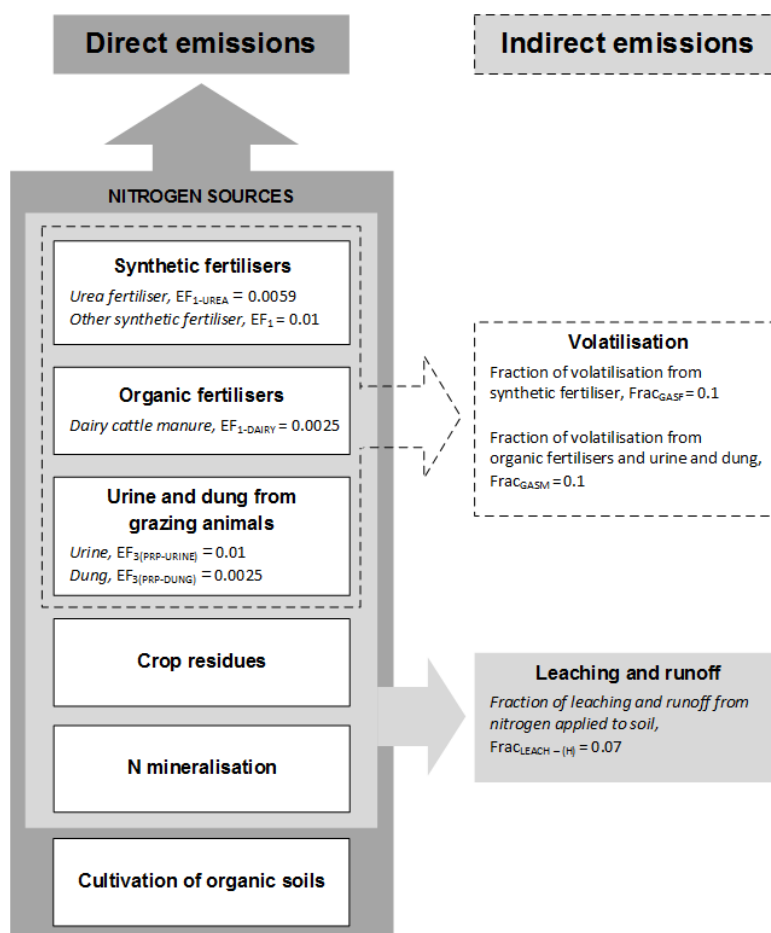 Direct emissions
Indirect emissions
NITROGEN SOURCES
Synthetic fertilisers
Urea fertiliser, EF1-UREA = 0.0059
Other synthetic fertiliser, EF1 = 0.01
Organic fertilisers
Dairy cattle manure, EF1-DAIRY = 0.0025
Urine and dung from
grazing animals
Urine, EF3(PRP-URINE) = 0.01
Dung, EF3(PRP-DUNG) = 0.0025
Crop residues
N mineralisation
Cultivation of organic soils
Volatilisation
Fraction of volatilisation from
synthetic fertiliser, FracGASF = 0.1
Fraction of volatilisation from
organic fertilisers and urine and dung,
FracGASM = 0.1
Leaching and runoff
Fraction of leaching and runoff from
nitrogen applied to soil,
FracLEACH – (H) = 0.07